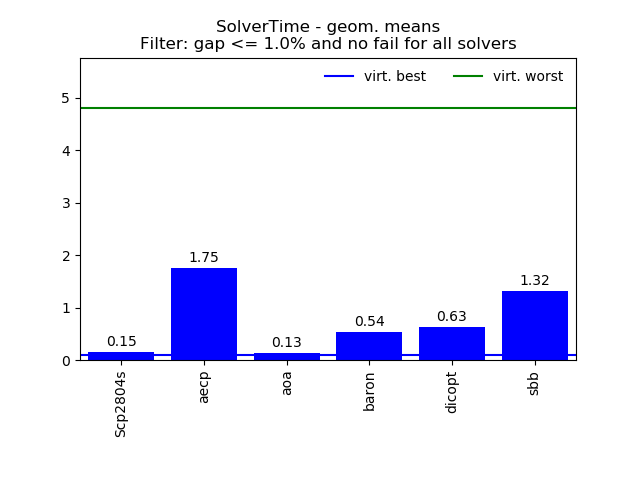 SolverTime - geom. means
Filter: gap <= 1.0% and no fail for all solvers
virt. best
virt. worst
5
4
3
2
1
0
0.15
1.75
0.13
0.54
0.63
1.32
Scp2804s
aecp
aoa
baron
dicopt
sbb